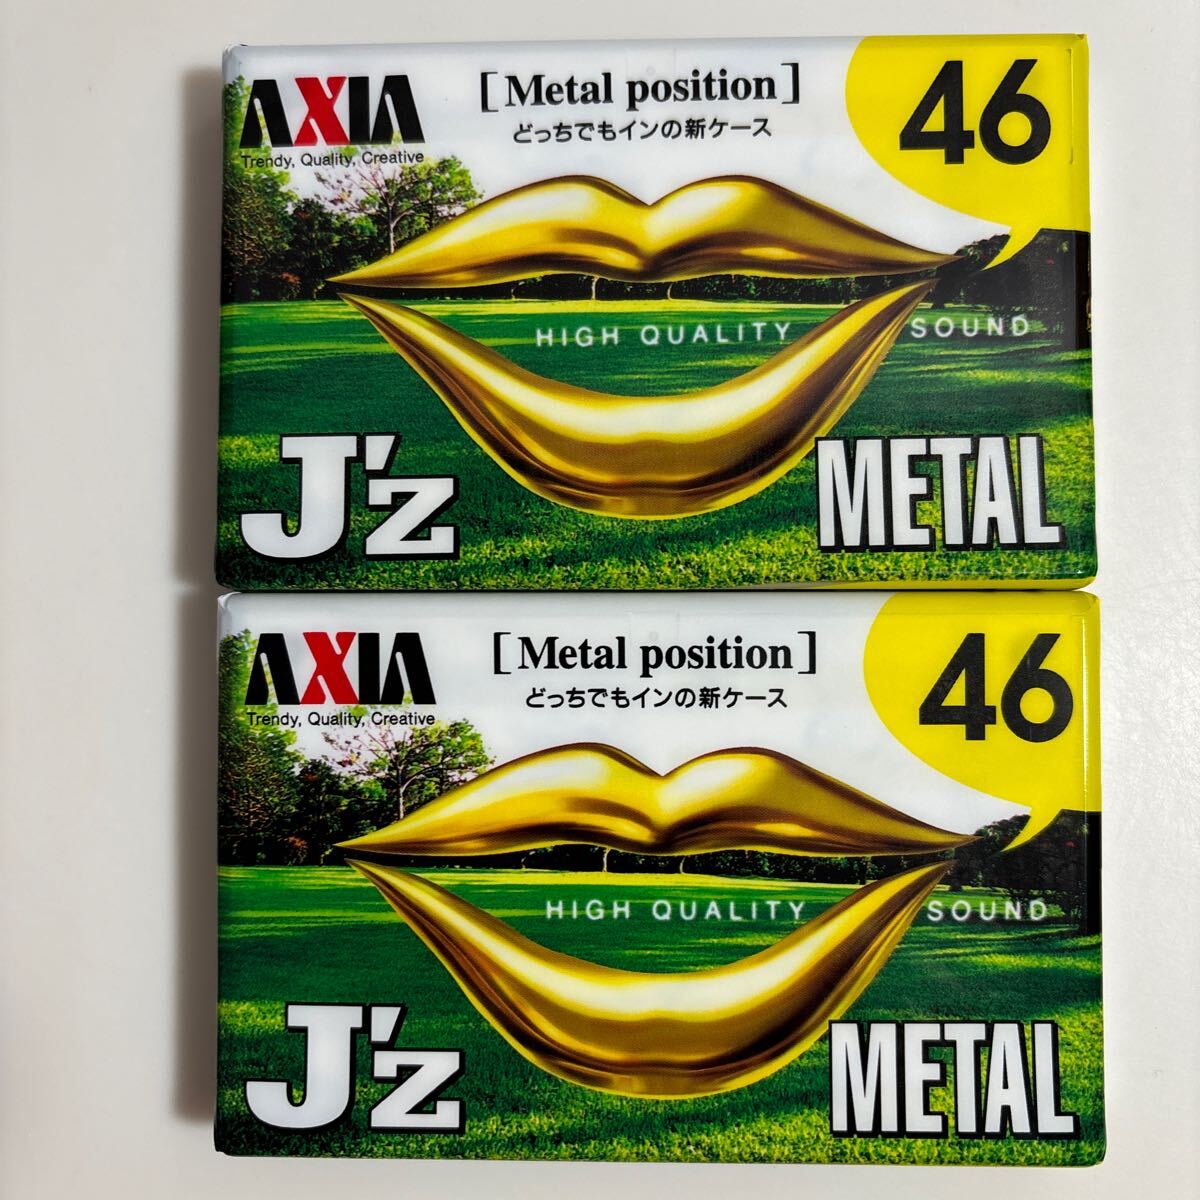 AXIA
Trendy, Quality, Creative
[Metal position]
どっちでもインの新ケース
46
HIGH QUALITY SOUND
J'z
METAL
AXIA
Trendy, Quality, Creative
[Metal position]
どっちでもインの新ケース
46
HIGH QUALITY SOUND
J'z
METAL